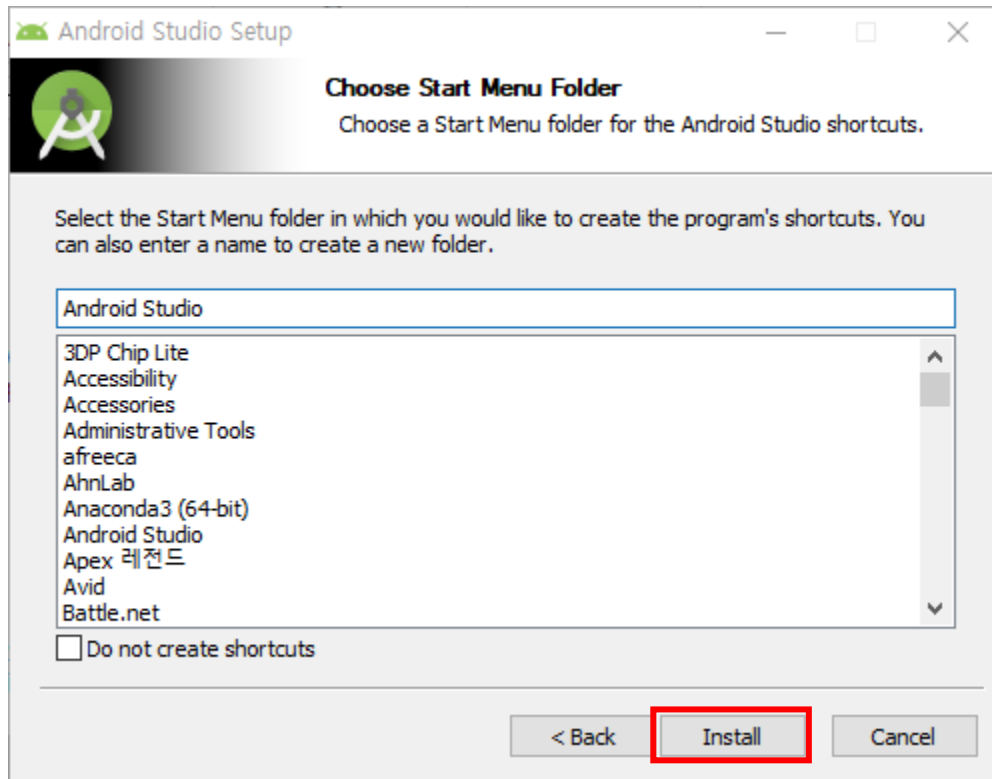 Android Studio Setup
Choose Start Menu Folder
Choose a Start Menu folder for the Android Studio shortcuts.
Select the Start Menu folder in which you would like to create the program's shortcuts. You
can also enter a name to create a new folder.
Android Studio
3DP Chip Lite
Accessibility
Accessories
Administrative Tools
afreeca
AhnLab
Anaconda3 (64-bit)
Android Studio
Apex 레전드
Avid
Battle.net
Do not create shortcuts
< Back Install Cancel